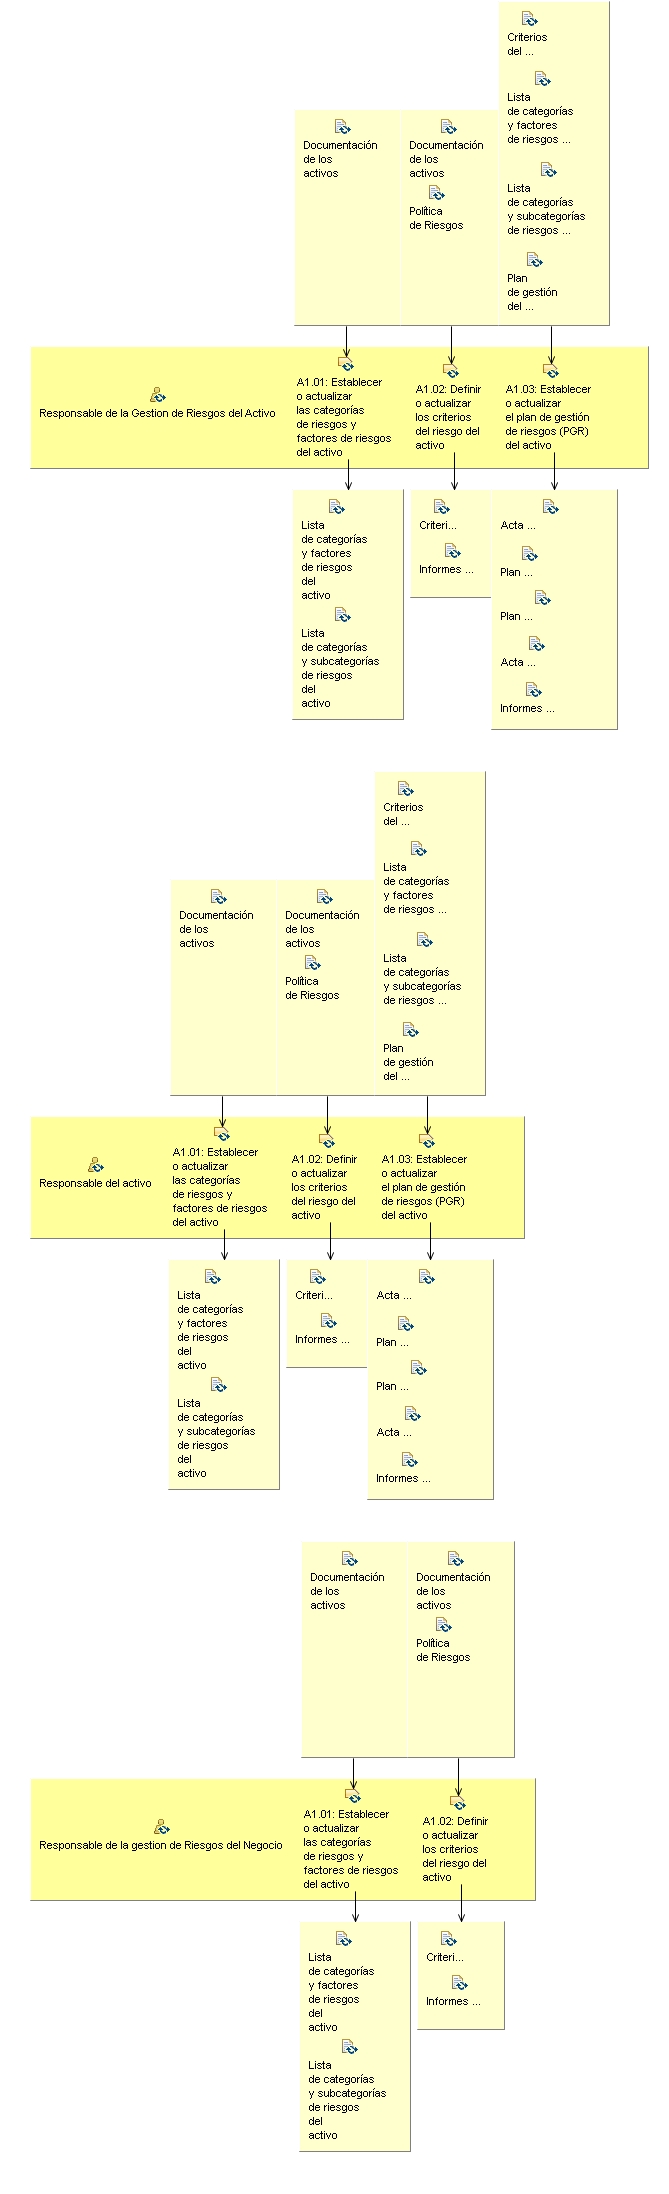 Criterios
del ...
Lista
de categorías
y factores
de riesgos ...
Lista
de categorías
y subcategorías
de riesgos ...
Plan
de gestión
del ...
Documentación
de los
activos
Documentación
de los
activos
Política
de Riesgos
Responsable de la Gestion de Riesgos del Activo
A1.01: Establecer
o actualizar
las categorías
de riesgos y
factores de riesgos
del activo
A1.02: Definir
o actualizar
los criterios
del riesgo del
activo
A1.03: Establecer
o actualizar
el plan de gestión
de riesgos (PGR)
del activo
Lista
de categorías
y factores
de riesgos
del
activo
Lista
de categorías
y subcategorías
de riesgos
del
activo
Criteri...
Informes ...
Acta ...
Plan ...
Plan ...
Acta ...
Informes ...
Criterios
del ...
Lista
de categorías
y factores
de riesgos ...
Lista
de categorías
y subcategorías
de riesgos ...
Plan
de gestión
del ...
Documentación
de los
activos
Documentación
de los
activos
Política
de Riesgos
Responsable del activo
A1.01: Establecer
o actualizar
las categorías
de riesgos y
factores de riesgos
del activo
A1.02: Definir
o actualizar
los criterios
del riesgo del
activo
A1.03: Establecer
o actualizar
el plan de gestión
de riesgos (PGR)
del activo
Lista
de categorías
y factores
de riesgos
del
activo
Lista
de categorías
y subcategorías
de riesgos
del
activo
Criteri...
Informes ...
Acta ...
Plan ...
Plan ...
Acta ...
Informes ...
Documentación
de los
activos
Documentación
de los
activos
Política
de Riesgos
Responsable de la gestion de Riesgos del Negocio
A1.01: Establecer
o actualizar
las categorías
de riesgos y
factores de riesgos
del activo
A1.02: Definir
o actualizar
los criterios
del riesgo del
activo
Lista
de categorías
y factores
de riesgos
del
activo
Lista
de categorías
y subcategorías
de riesgos
del
activo
Criteri...
Informes ...